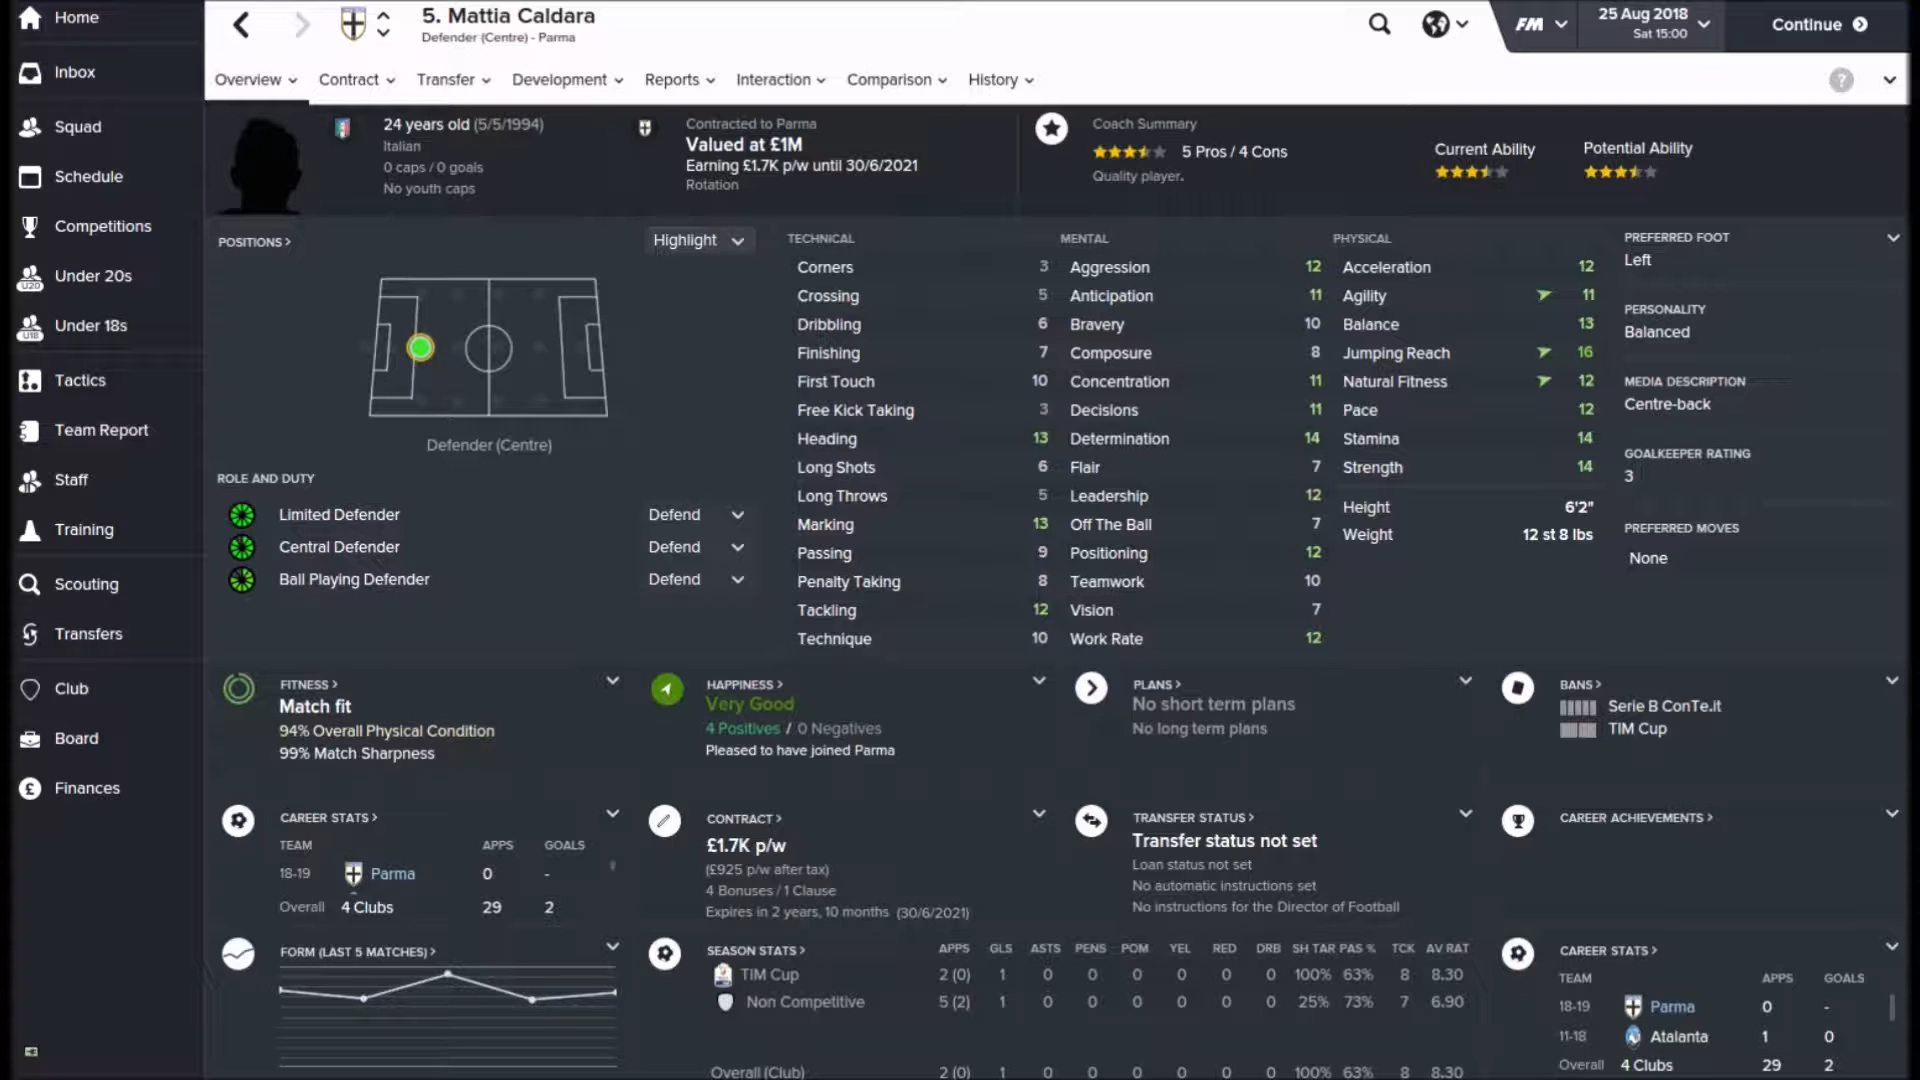 Home
Inbox
Squad
Schedule
Competitions
U20
Under 20s
U18
Under 18s
Tactics
Team Report
Staff
Training
Scouting
Transfers
Club
Board
£ Finances
5. Mattia Caldara
Defender (Centre) - Parma
FM
25 Aug 2018
Sat 15:00
Continue
Overview Contract Transfer Development Reports Interaction Comparison History
?
24 years old (5/5/1994)
Italian
0 caps / 0 goals
No youth caps
Contracted to Parma
Valued at £1M
Earning £1.7K p/w until 30/6/2021
Rotation
Coach Summary
5 Pros / 4 Cons
Quality player.
Current Ability
Potential Ability
POSITIONS >
Highlight
Defender (Centre)
ROLE AND DUTY
Limited Defender Defend
Central Defender Defend
Ball Playing Defender Defend
TECHNICAL
Corners 3
Crossing 5
Dribbling 6
Finishing 7
First Touch 10
Free Kick Taking 3
Heading 13
Long Shots 6
Long Throws 5
Marking 13
Passing 9
Penalty Taking 8
Tackling 12
Technique 10
MENTAL
Aggression 12
Anticipation 11
Bravery 10
Composure 8
Concentration 11
Decisions 11
Determination 14
Flair 7
Leadership 12
Off The Ball 7
Positioning 12
Teamwork 10
Vision 7
Work Rate 12
PHYSICAL
Acceleration 12
Agility 11
Balance 13
Jumping Reach 16
Natural Fitness 12
Pace 12
Stamina 14
Strength 14
Height 6'2"
Weight 12 st 8 lbs
PREFERRED FOOT
Left
PERSONALITY
Balanced
MEDIA DESCRIPTION
Centre-back
GOALKEEPER RATING
3
PREFERRED MOVES
None
FITNESS >
Match fit
94% Overall Physical Condition
99% Match Sharpness
HAPPINESS >
Very Good
4 Positives / 0 Negatives
Pleased to have joined Parma
PLANS >
No short term plans
No long term plans
BANS >
Serie B ConTe.it
TIM Cup
CAREER STATS >
TEAM APPS GOALS
18-19 Parma 0 -
Overall 4 Clubs 29 2
CONTRACT >
£1.7K p/w
(£925 p/w after tax)
4 Bonuses / 1 Clause
Expires in 2 years, 10 months (30/6/2021)
TRANSFER STATUS >
Transfer status not set
Loan status not set
No automatic instructions set
No instructions for the Director of Football
CAREER ACHIEVEMENTS >
FORM (LAST 5 MATCHES) >
SEASON STATS > APPS GLS ASTS PENS POM YEL RED DRB SH TAR PAS % TCK AV RAT
TIM Cup 2 (0) 1 0 0 0 0 0 0 100% 63% 8 8.30
Non Competitive 5 (2) 1 0 0 0 0 0 0 25% 73% 7 6.90
Overall (Club) 2 (0) 1 0 0 0 0 0 0 100% 63% 8 8.30
CAREER STATS >
TEAM APPS GOALS
18-19 Parma 0 -
11-18 Atalanta 1 0
Overall 4 Clubs 29 2